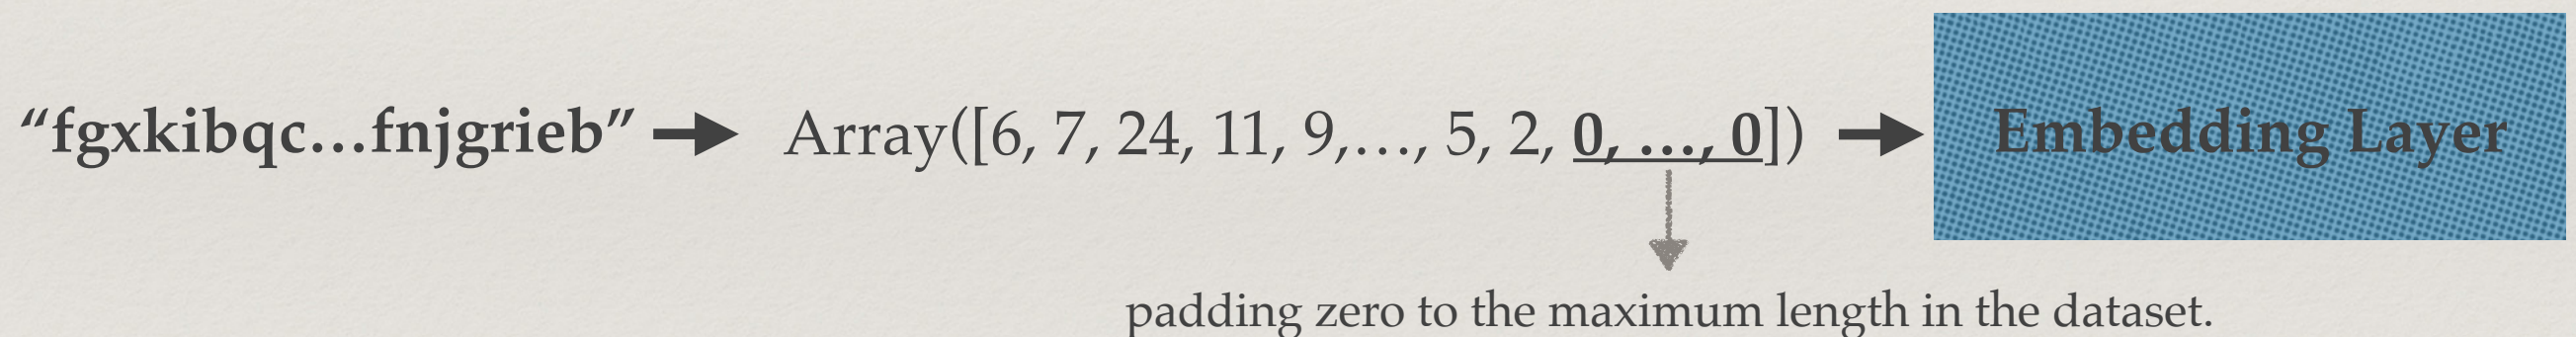 “fgxkibqc...fnjgrieb” Array([6, 7, 24, 11, 9,..., 5, 2, 0, ..., 0]) Embedding Layer
padding zero to the maximum length in the dataset.